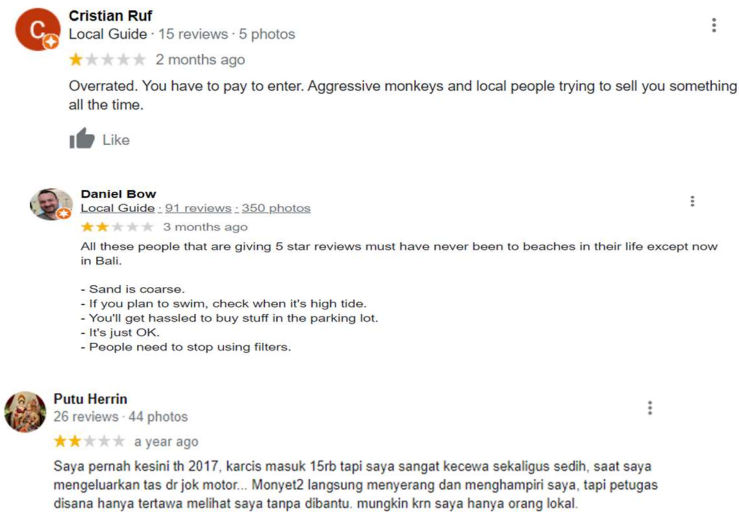 Cristian Ruf
Local Guide · 15 reviews · 5 photos
2 months ago
Overrated. You have to pay to enter. Aggressive monkeys and local people trying to sell you something
all the time.
Like
Daniel Bow
Local Guide · 91 reviews · 350 photos
3 months ago
All these people that are giving 5 star reviews must have never been to beaches in their life except now
in Bali.
- Sand is coarse.
- If you plan to swim, check when it's high tide.
- You'll get hassled to buy stuff in the parking lot.
- It's just OK.
- People need to stop using filters.
Putu Herrin
26 reviews · 44 photos
a year ago
Saya pernah kesini th 2017, karcis masuk 15rb tapi saya sangat kecewa sekaligus sedih, saat saya
mengeluarkan tas dr jok motor... Monyet2 langsung menyerang dan menghampiri saya, tapi petugas
disana hanya tertawa melihat saya tanpa dibantu. mungkin krn saya hanya orang lokal.